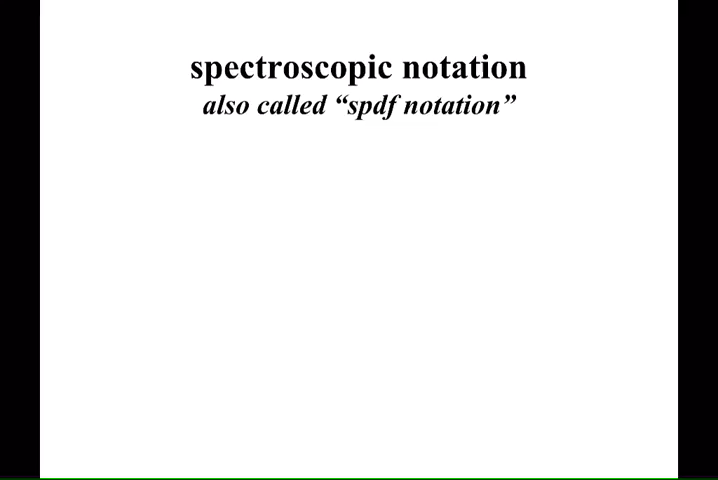 spectroscopic notation
also called “spdf notation”